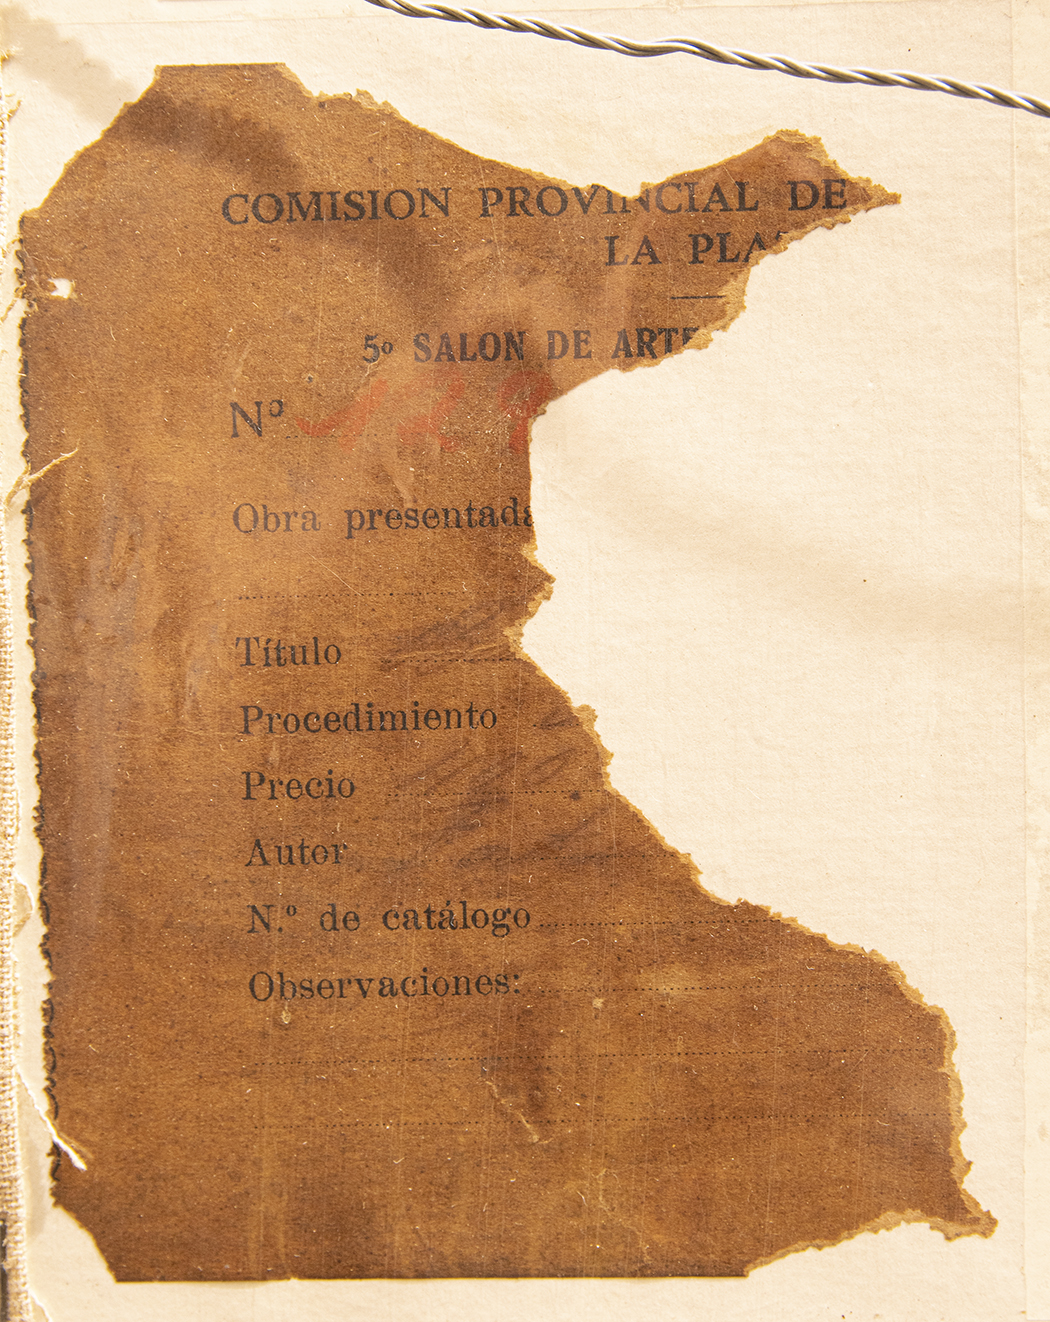 COMISION PROVINCIAL DE
LA PLA
5º SALON DE ARTE
Nº
Obra presentada
Título
Procedimiento
Precio
Autor
N.º de catálogo
Observaciones: